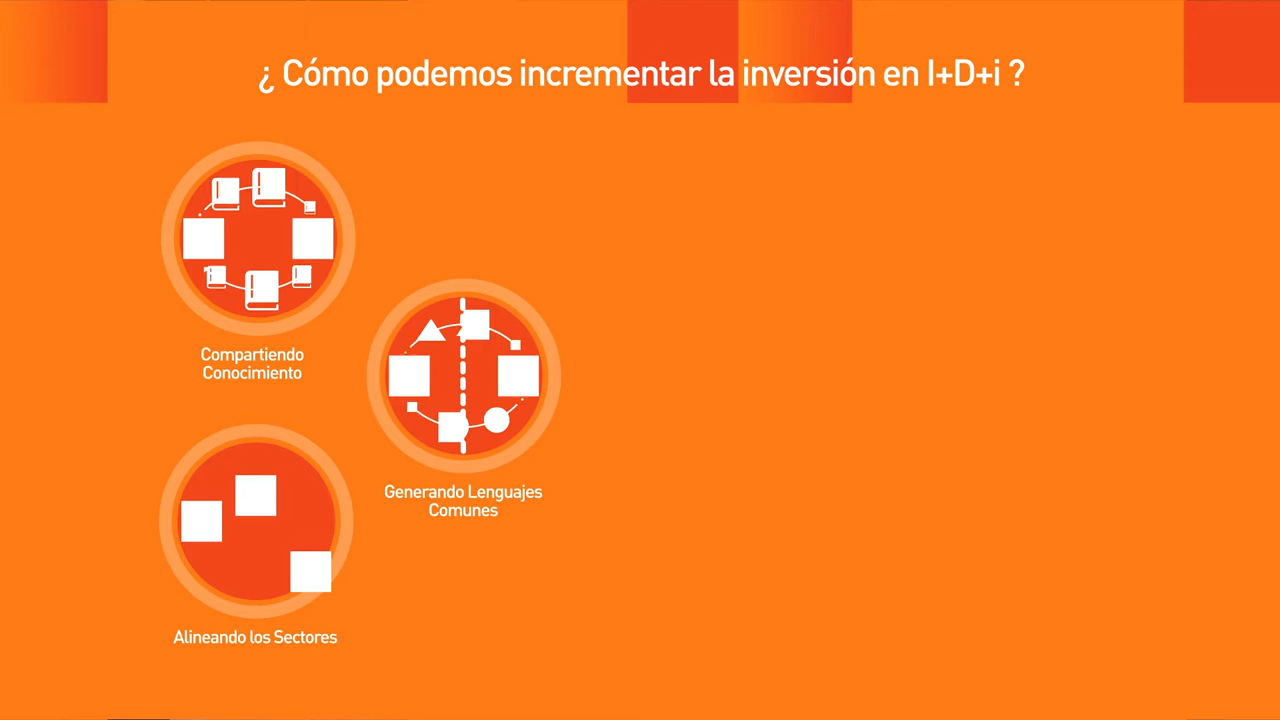 ¿ Cómo podemos incrementar la inversión en I+D+i ?
Compartiendo
Conocimiento
Generando Lenguajes
Comunes
Alineando los Sectores